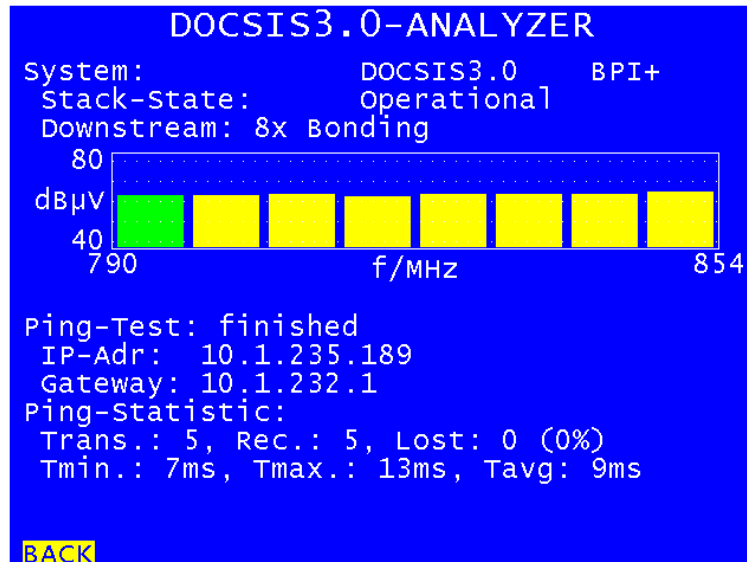 DOCSIS3.0-ANALYZER
System: DOCSIS3.0 BPI+
Stack-State: Operational
Downstream: 8x Bonding
80
dBµV
40
790 f/MHz 854
Ping-Test: finished
IP-Adr: 10.1.235.189
Gateway: 10.1.232.1
Ping-Statistic:
Trans.: 5, Rec.: 5, Lost: 0 (0%)
Tmin.: 7ms, Tmax.: 13ms, Tavg: 9ms
BACK